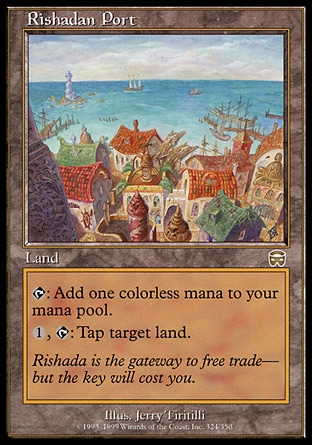 Rishadan Port
Land
: Add one colorless mana to your
mana pool.
1, : Tap target land.
Rishada is the gateway to free trade—
but the key will cost you.
Illus. Jerry Tiritilli
© 1993, 1999 Wizards of the Coast, Inc. 324/350